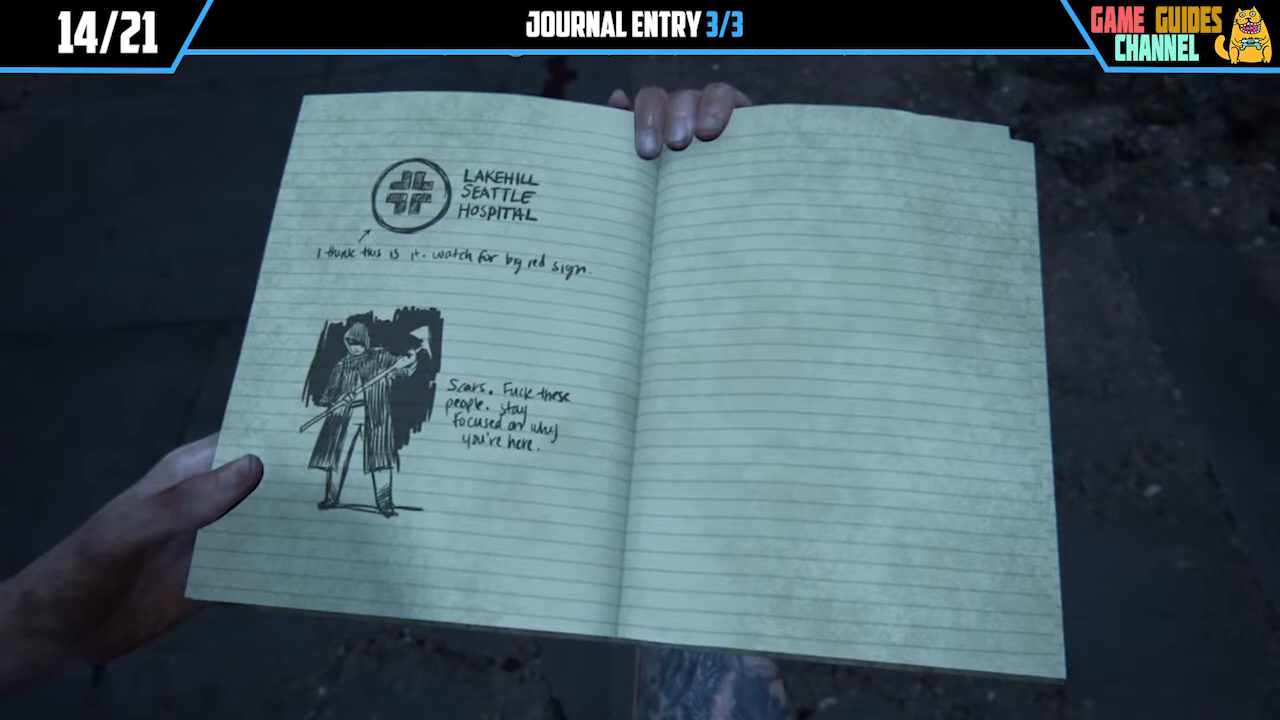 14/21
JOURNAL ENTRY 3/3
GAME GUIDES
CHANNEL
LAKEHILL
SEATTLE
HOSPITAL
I think this is it. watch for big red sign.
Scars. Fuck these
people. stay
focused on why
you're here.